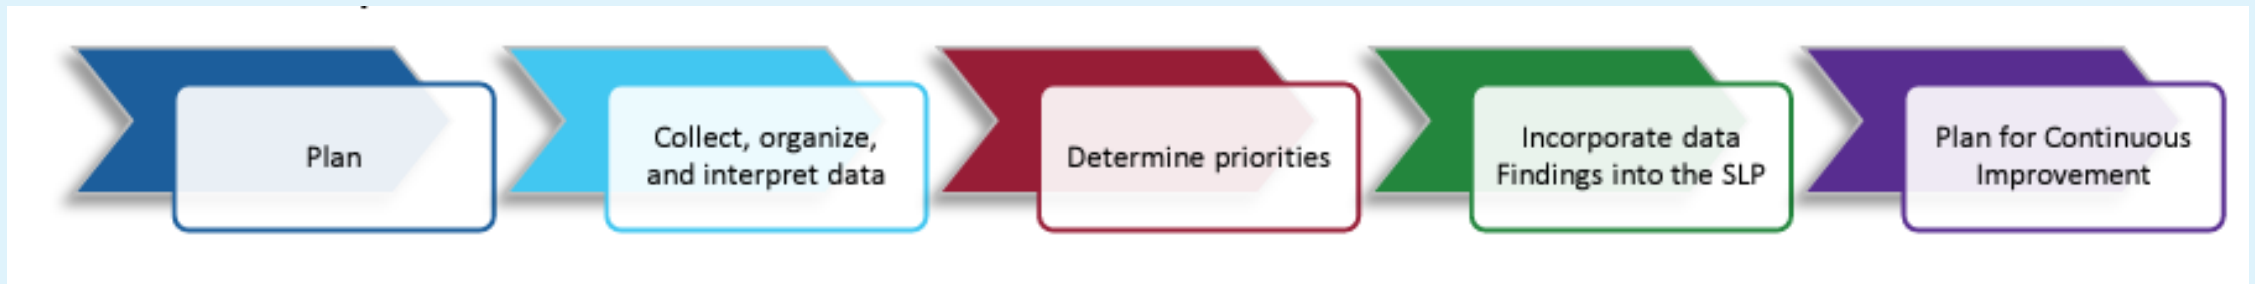 Plan
Collect, organize,
and interpret data
Determine priorities
Incorporate data
Findings into the SLP
Plan for Continuous
Improvement